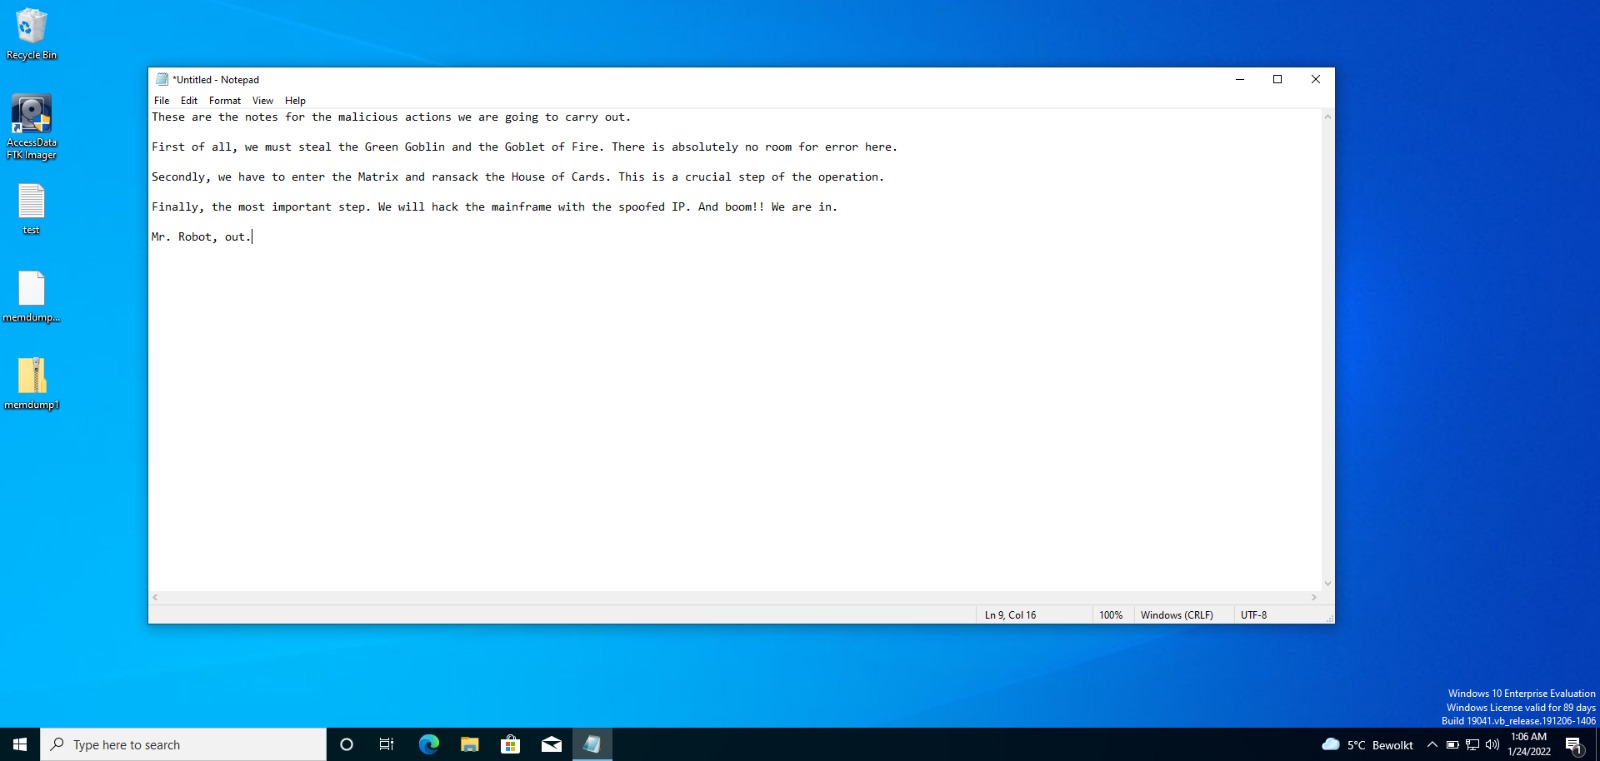 Recycle Bin
*Untitled - Notepad
File Edit Format View Help
These are the notes for the malicious actions we are going to carry out.
First of all, we must steal the Green Goblin and the Goblet of Fire. There is absolutely no room for error here.
Secondly, we have to enter the Matrix and ransack the House of Cards. This is a crucial step of the operation.
Finally, the most important step. We will hack the mainframe with the spoofed IP. And boom!! We are in.
Mr. Robot, out.
AccessData
FTK Imager
test
memdump...
memdump1
Ln 9, Col 16 100% Windows (CRLF) UTF-8
Windows 10 Enterprise Evaluation
Windows License valid for 89 days
Build 19041.vb_release.191206-1406
Type here to search
5°C Bewolkt
1:06 AM
1/24/2022
1